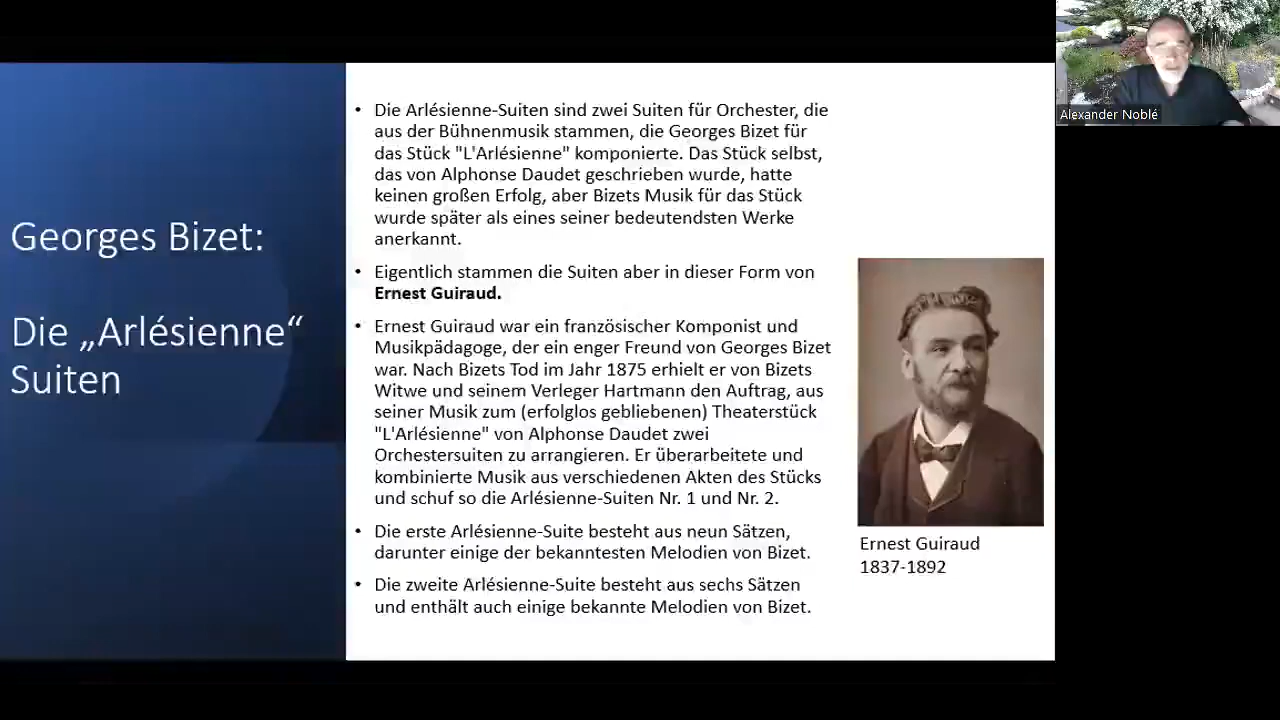 Georges Bizet:
Die „Arlésienne“
Suiten
• Die Arlésienne-Suiten sind zwei Suiten für Orchester, die
aus der Bühnenmusik stammen, die Georges Bizet für
das Stück "L'Arlésienne" komponierte. Das Stück selbst,
das von Alphonse Daudet geschrieben wurde, hatte
keinen großen Erfolg, aber Bizets Musik für das Stück
wurde später als eines seiner bedeutendsten Werke
anerkannt.
• Eigentlich stammen die Suiten aber in dieser Form von
Ernest Guiraud.
• Ernest Guiraud war ein französischer Komponist und
Musikpädagoge, der ein enger Freund von Georges Bizet
war. Nach Bizets Tod im Jahr 1875 erhielt er von Bizets
Witwe und seinem Verleger Hartmann den Auftrag, aus
seiner Musik zum (erfolglos gebliebenen) Theaterstück
"L'Arlésienne" von Alphonse Daudet zwei
Orchestersuiten zu arrangieren. Er überarbeitete und
kombinierte Musik aus verschiedenen Akten des Stücks
und schuf so die Arlésienne-Suiten Nr. 1 und Nr. 2.
• Die erste Arlésienne-Suite besteht aus neun Sätzen,
darunter einige der bekanntesten Melodien von Bizet.
• Die zweite Arlésienne-Suite besteht aus sechs Sätzen
und enthält auch einige bekannte Melodien von Bizet.
Ernest Guiraud
1837-1892
Alexander Noblé